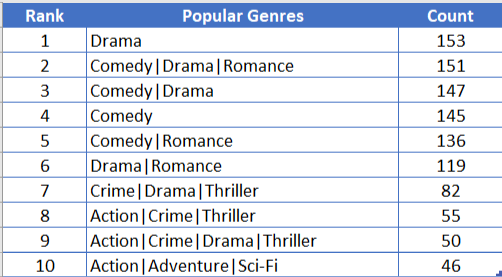 Rank Popular Genres Count
1 Drama 153
2 Comedy|Drama|Romance 151
3 Comedy|Drama 147
4 Comedy 145
5 Comedy|Romance 136
6 Drama|Romance 119
7 Crime|Drama|Thriller 82
8 Action|Crime|Thriller 55
9 Action|Crime|Drama|Thriller 50
10 Action|Adventure|Sci-Fi 46